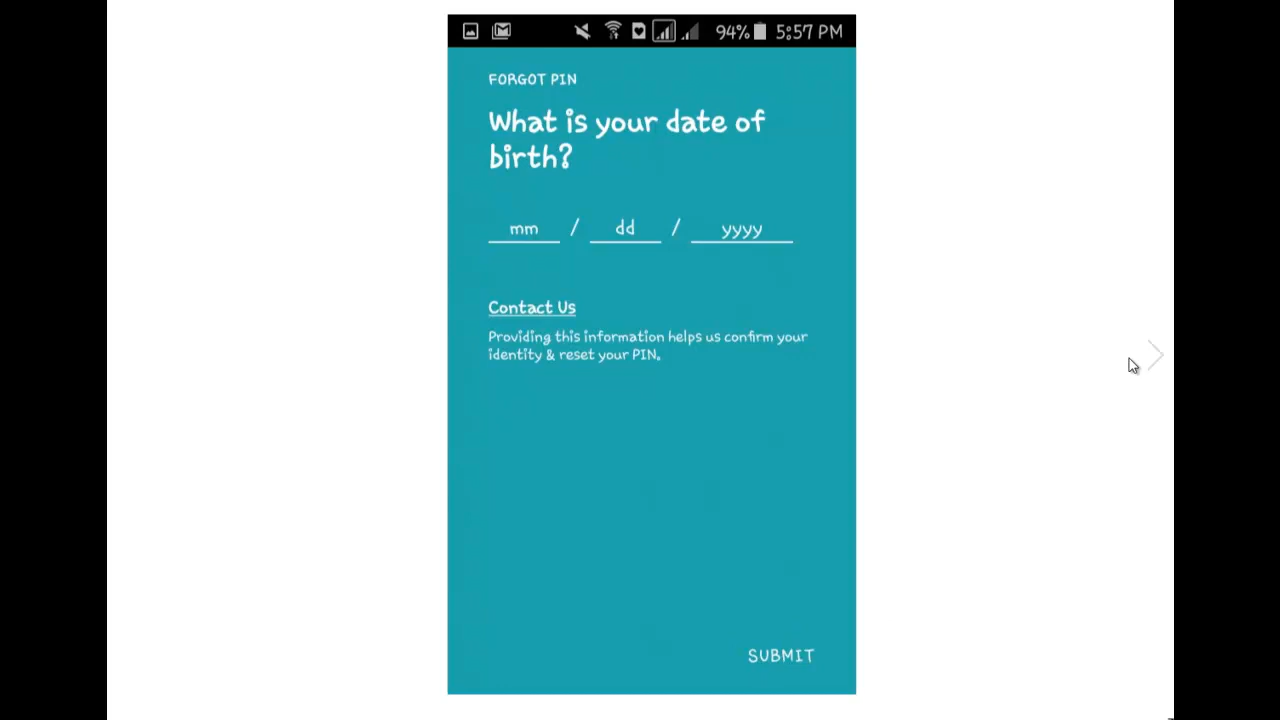 94% 5:57 PM
FORGOT PIN
What is your date of
birth?
mm / dd / yyyy
Contact Us
Providing this information helps us confirm your
identity & reset your PIN.
SUBMIT